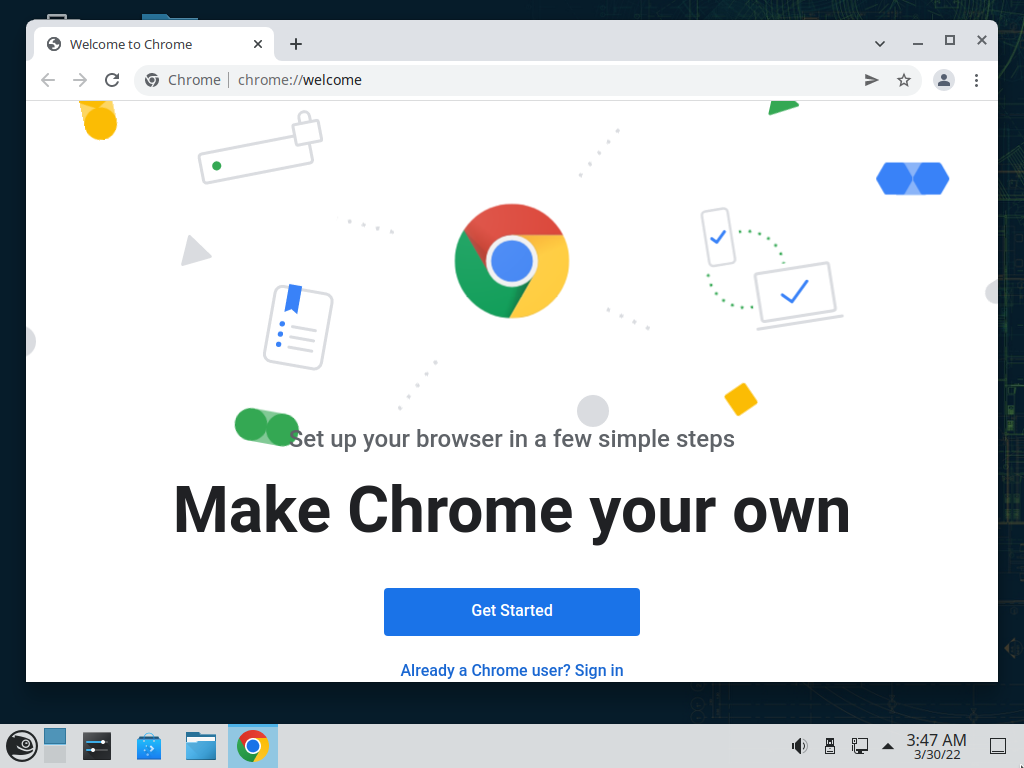 Welcome to Chrome
Chrome | chrome://welcome
Set up your browser in a few simple steps
Make Chrome your own
Get Started
Already a Chrome user? Sign in
3:47 AM
3/30/22